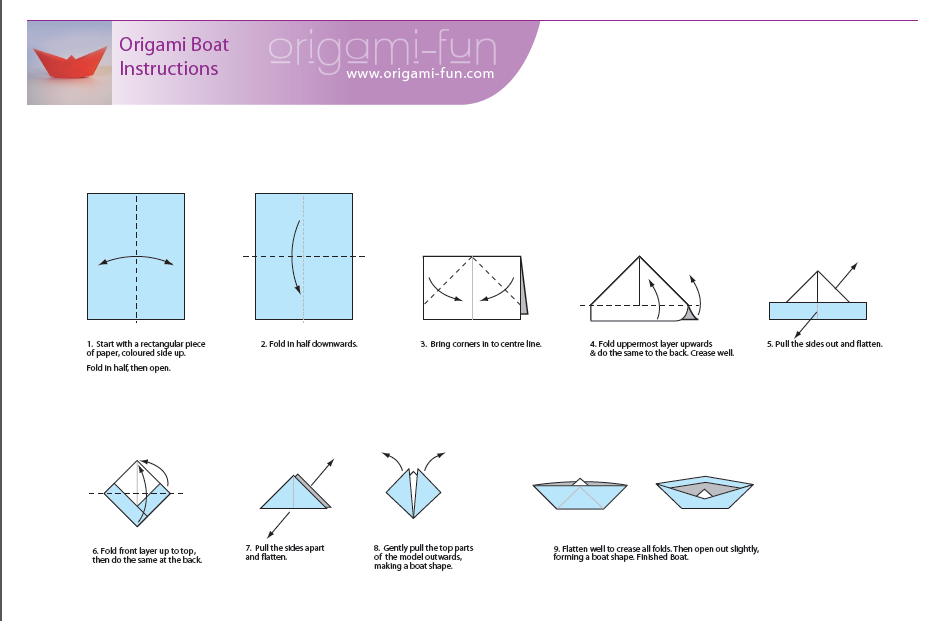 Origami Boat
Instructions
origami-fun
www.origami-fun.com
1. Start with a rectangular piece
of paper, coloured side up.
Fold in half, then open.
2. Fold in half downwards.
3. Bring corners in to centre line.
4. Fold uppermost layer upwards
& do the same to the back. Crease well.
5. Pull the sides out and flatten.
6. Fold front layer up to top,
then do the same at the back.
7. Pull the sides apart
and flatten.
8. Gently pull the top parts
of the model outwards,
making a boat shape.
9. Flatten well to crease all folds. Then open out slightly,
forming a boat shape. Finished Boat.